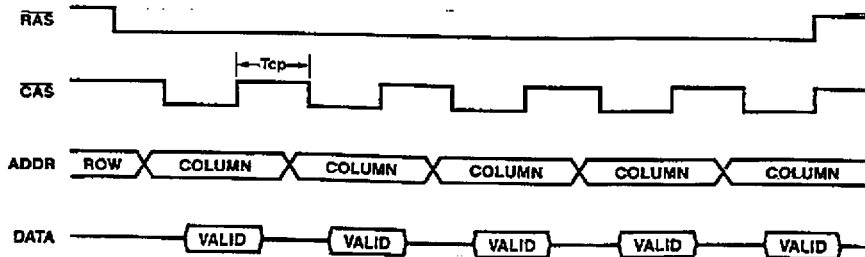 RAS
Tcp
CAS
ADDR ROW COLUMN COLUMN COLUMN COLUMN COLUMN
DATA VALID VALID VALID VALID VALID